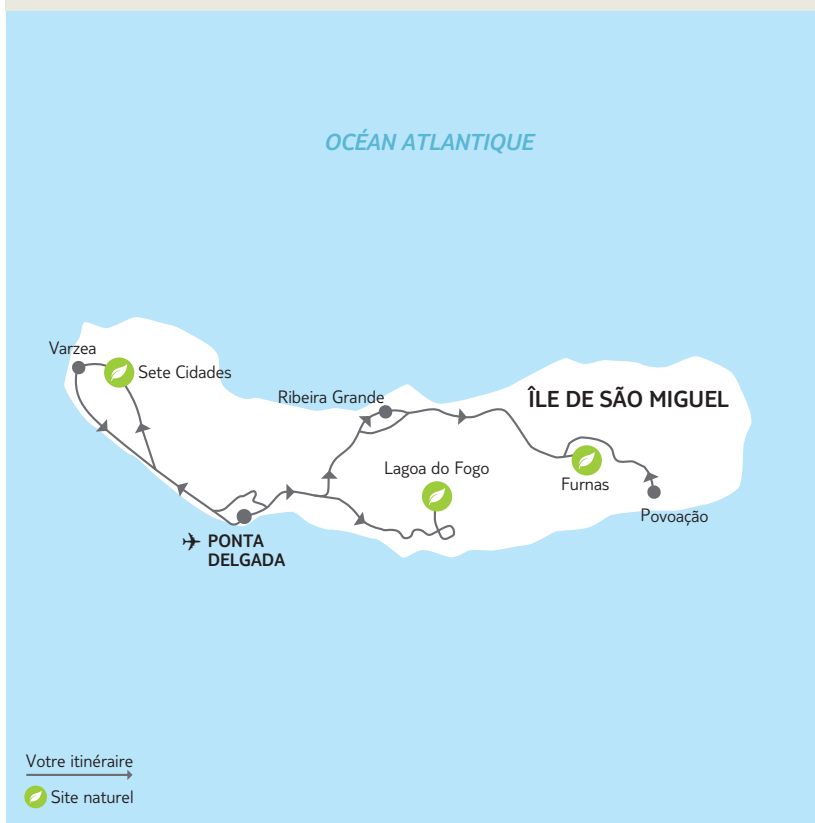 OCÉAN ATLANTIQUE
Varzea
Sete Cidades
Ribeira Grande
ÎLE DE SÃO MIGUEL
Lagoa do Fogo
Furnas
Povoação
PONTA
DELGADA
Votre itinéraire
Site naturel